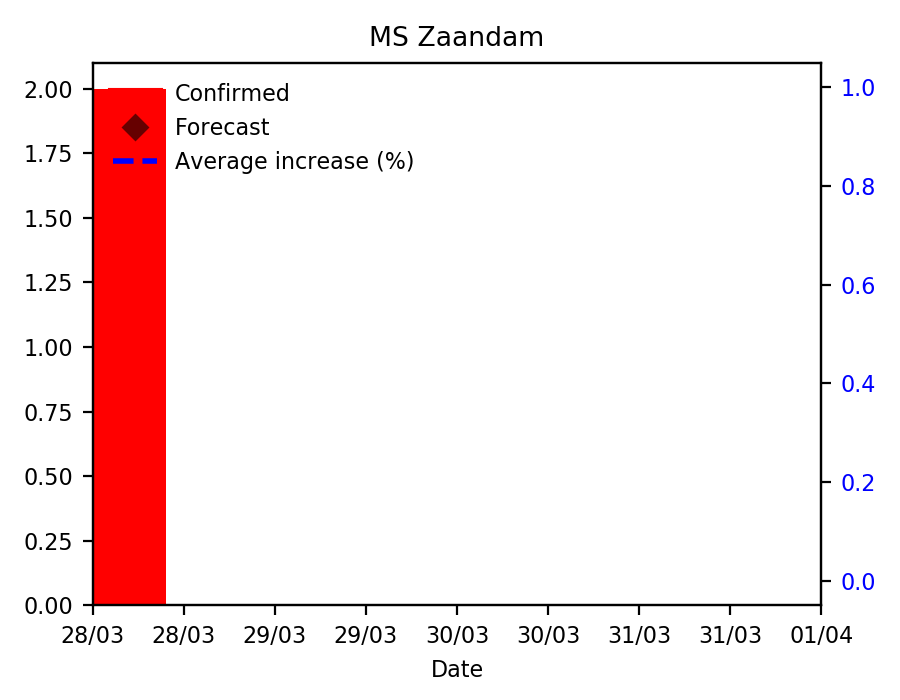 MS Zaandam
2.00
1.75
1.50
1.25
1.00
0.75
0.50
0.25
0.00
Confirmed
Forecast
Average increase (%)
1.0
0.8
0.6
0.4
0.2
0.0
28/03 28/03 29/03 29/03 30/03 30/03 31/03 31/03 01/04
Date